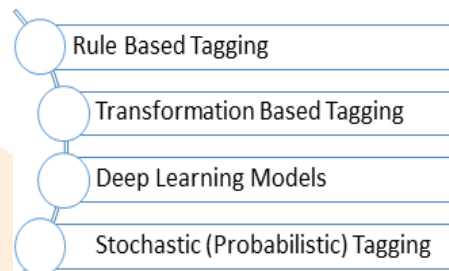 Rule Based Tagging
Transformation Based Tagging
Deep Learning Models
Stochastic (Probabilistic) Tagging